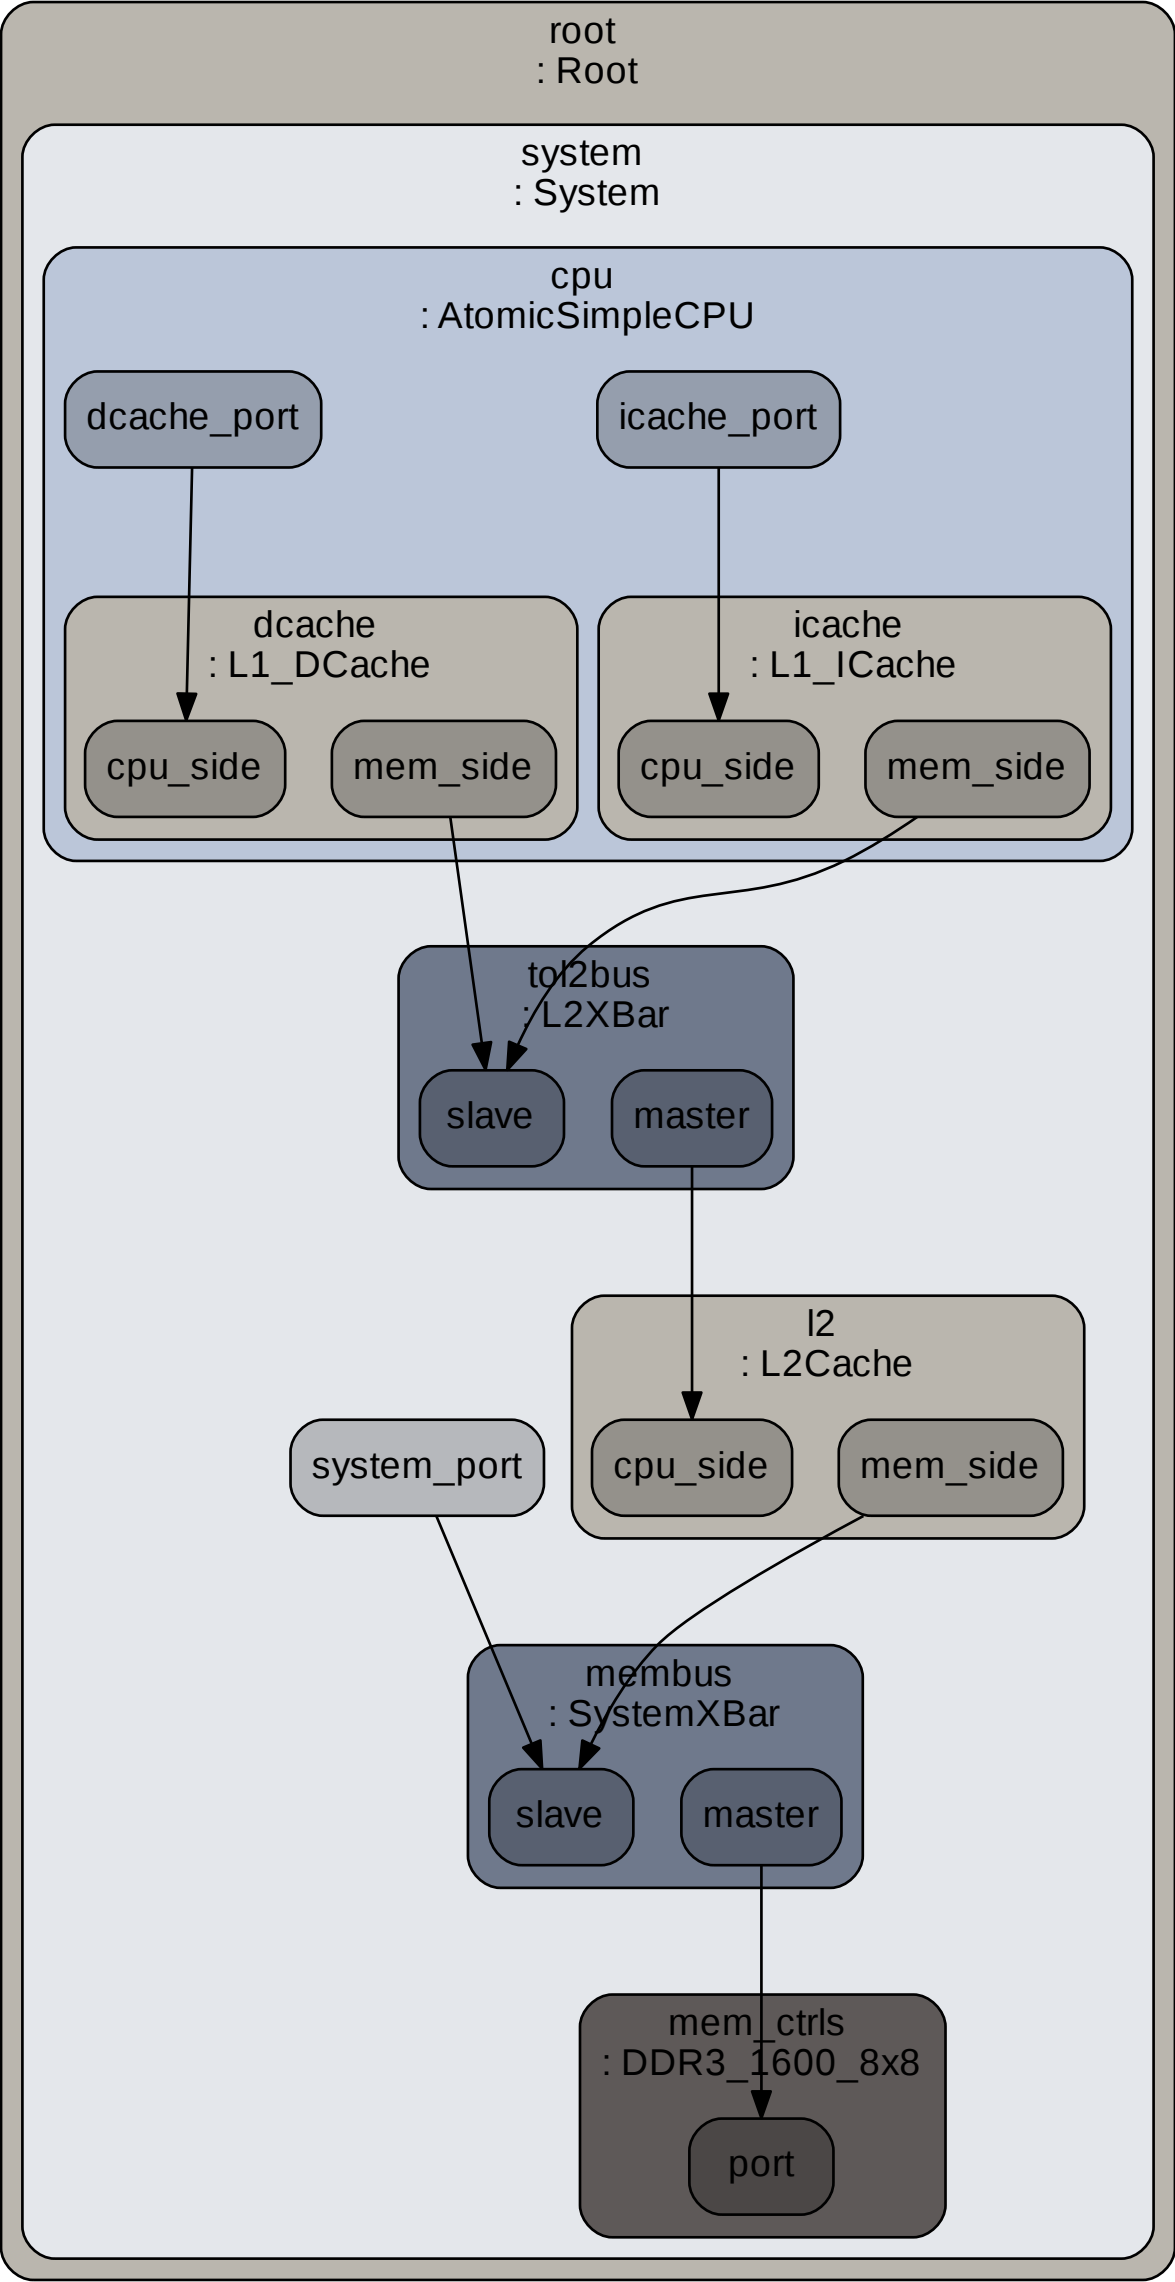 root
: Root
system
: System
cpu
: AtomicSimpleCPU
dcache_port
icache_port
dcache
: L1_DCache
icache
: L1_ICache
cpu_side
mem_side
cpu_side
mem_side
tol2bus
: L2XBar
slave
master
l2
: L2Cache
system_port
cpu_side
mem_side
membus
: SystemXBar
slave
master
mem_ctrls
: DDR3_1600_8x8
port